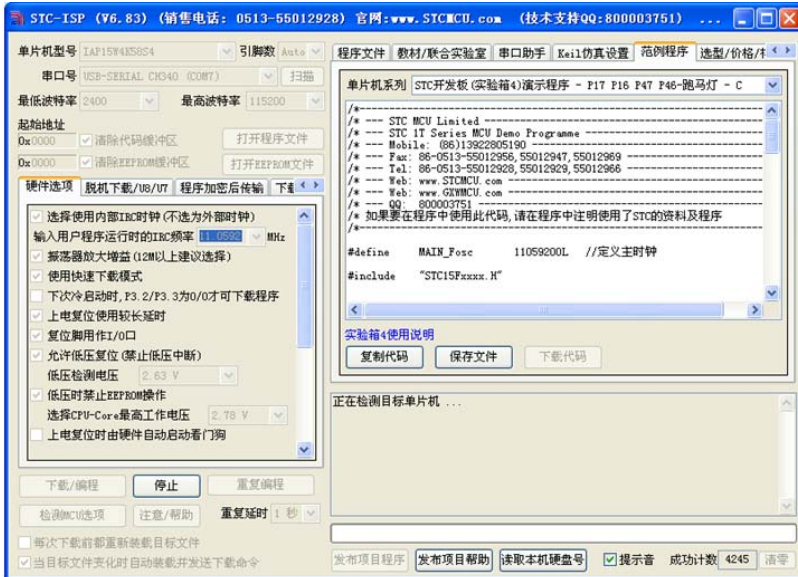 STC-ISP (V6.83) (销售电话: 0513-55012928) 官网:www.STCMCU.com (技术支持QQ:800003751) ...
单片机型号 IAP15W4K58S4 引脚数 Auto
串口号 USB-SERIAL CH340 (COM7) 扫描
最低波特率 2400 最高波特率 115200
起始地址
0x0000 清除代码缓冲区 打开程序文件
0x0000 清除EEPROM缓冲区 打开EEPROM文件
硬件选项 脱机下载/U8/U7 程序加密后传输
选择使用内部IRC时钟(不选为外部时钟)
输入用户程序运行时的IRC频率 11.0592 MHz
振荡器放大增益(12M以上建议选择)
使用快速下载模式
下次冷启动时,P3.2/P3.3为0/0才可下载程序
上电复位使用较长延时
复位脚用作I/O口
允许低压复位(禁止低压中断)
低压检测电压 2.63 V
低压时禁止EEPROM操作
选择CPU-Core最高工作电压 2.78 V
上电复位时由硬件自动启动看门狗
下载/编程 停止 重复编程
检测MCU选项 注意/帮助 重复延时 1 秒
每次下载前都重新装载目标文件
当目标文件变化时自动装载并发送下载命令
程序文件 教材/联合实验室 串口助手 Keil仿真设置 范例程序 选型/价格/
单片机系列 STC开发板(实验箱4)演示程序 - P17 P16 P47 P46-跑马灯 - C
/*------------------------------------------------------------
/* --- STC MCU Limited ---------------------------------------
/* --- STC 1T Series MCU Demo Programme ----------------------
/* --- Mobile: (86)13922805190 -------------------------------
/* --- Fax: 86-0513-55012956,55012947,55012969 ---------------
/* --- Tel: 86-0513-55012928,55012929,55012966 ---------------
/* --- Web: www.STCMCU.com -----------------------------------
/* --- Web: www.GXWMCU.com -----------------------------------
/* --- QQ: 800003751 -----------------------------------------
/* 如果要在程序中使用此代码,请在程序中注明使用了STC的资料及程序
/*------------------------------------------------------------
#define MAIN_Fosc 11059200L //定义主时钟
#include "STC15Fxxxx.H"
实验箱4使用说明
复制代码 保存文件 下载代码
正在检测目标单片机 ...
发布项目程序 发布项目帮助 读取本机硬盘号 提示音 成功计数 4245 清零